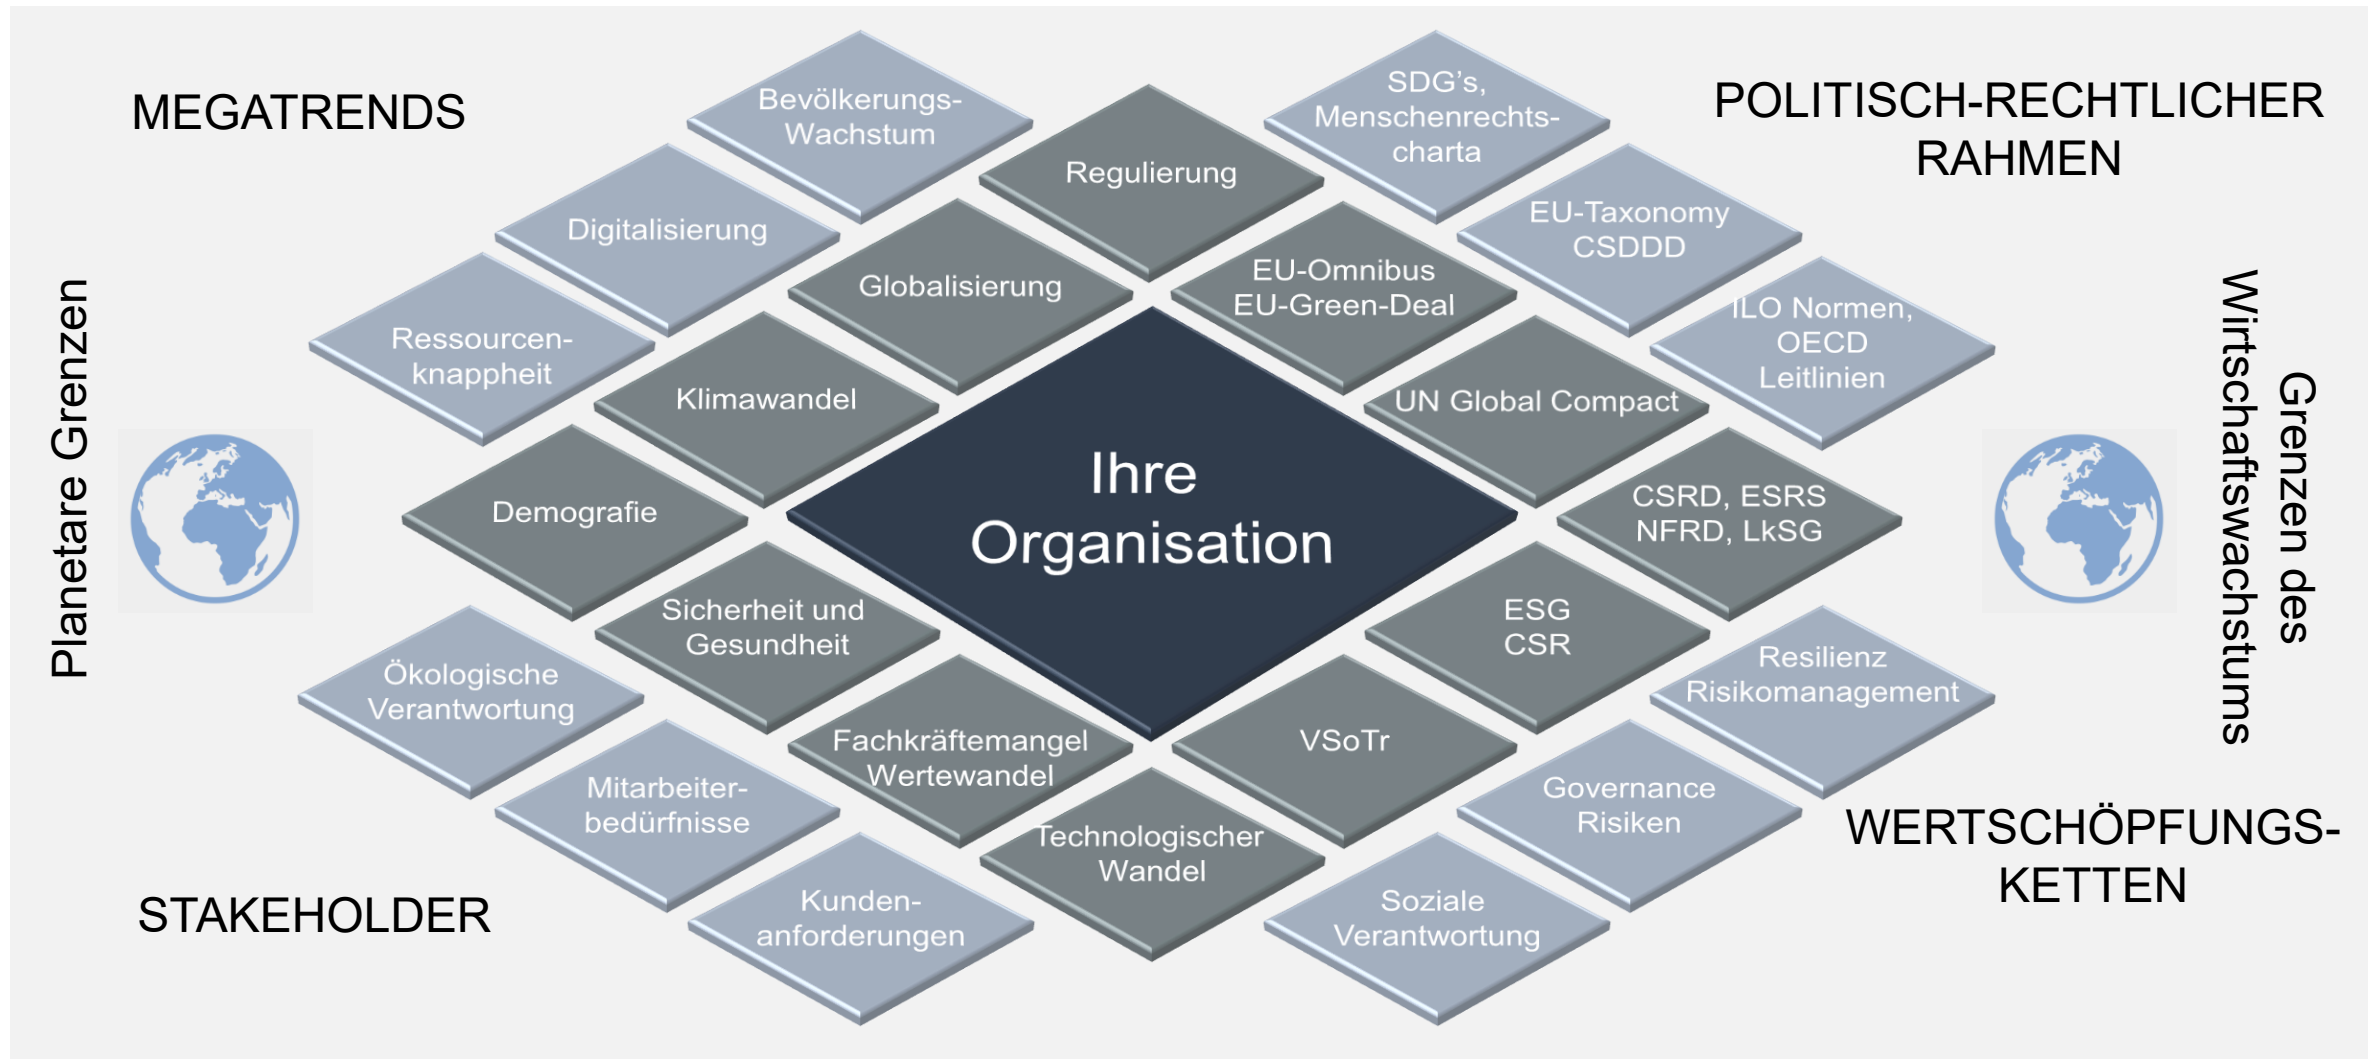 MEGATRENDS
POLITISCH-RECHTLICHER
RAHMEN
Bevölkerungs-
Wachstum
SDG’s,
Menschenrechts-
charta
Regulierung
Digitalisierung
EU-Taxonomy
CSDDD
Globalisierung
EU-Omnibus
EU-Green-Deal
Ressourcen-
knappheit
ILO Normen,
OECD
Leitlinien
Klimawandel
UN Global Compact
Planetare Grenzen
Grenzen des
Wirtschaftswachstums
Ihre
Organisation
Demografie
CSRD, ESRS
NFRD, LkSG
Sicherheit und
Gesundheit
ESG
CSR
Ökologische
Verantwortung
Resilienz
Risikomanagement
Fachkräftemangel
Wertewandel
VSoTr
Mitarbeiter-
bedürfnisse
Governance
Risiken
Technologischer
Wandel
Kunden-
anforderungen
Soziale
Verantwortung
STAKEHOLDER
WERTSCHÖPFUNGS-
KETTEN